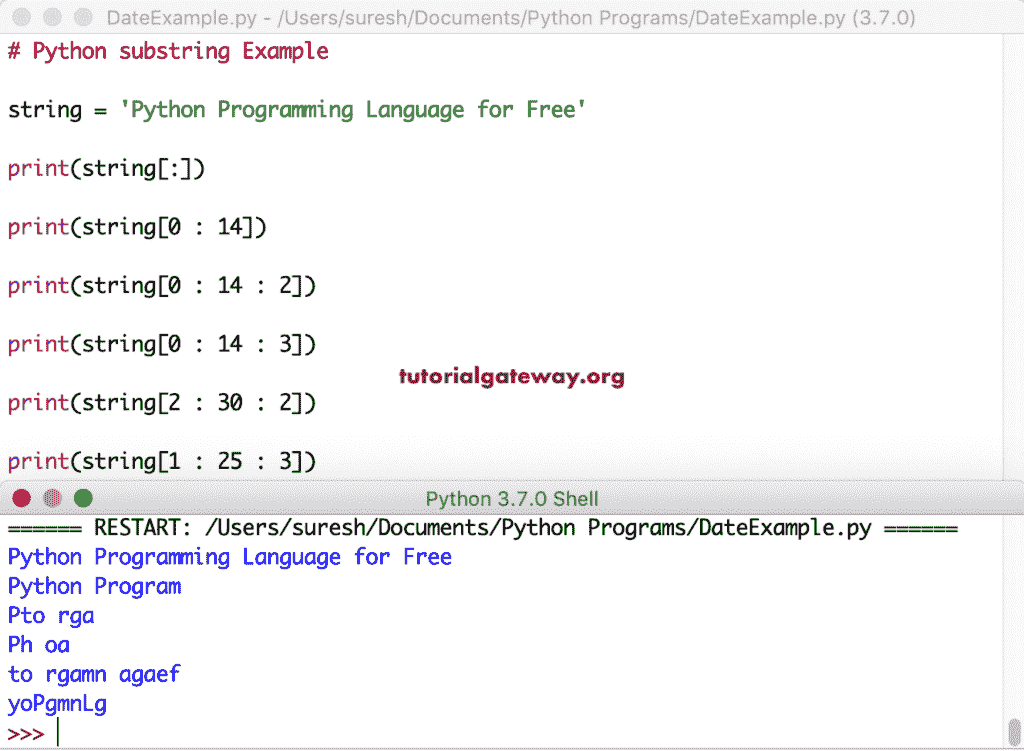 DateExample.py - /Users/suresh/Documents/Python Programs/DateExample.py (3.7.0)
# Python substring Example
string = 'Python Programming Language for Free'
print(string[:])
print(string[0 : 14])
print(string[0 : 14 : 2])
print(string[0 : 14 : 3])
tutorialgateway.org
print(string[2 : 30 : 2])
print(string[1 : 25 : 3])
Python 3.7.0 Shell
====== RESTART: /Users/suresh/Documents/Python Programs/DateExample.py ======
Python Programming Language for Free
Python Program
Pto rga
Ph oa
to rgamn agaef
yoPgmnLg
>>>